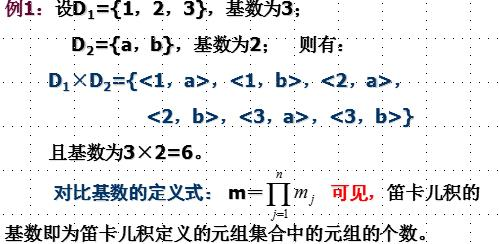 例1：设D₁={1，2，3}，基数为3；
D₂={a，b}，基数为2； 则有：
D₁×D₂={<1，a>，<1，b>，<2，a>，
<2，b>，<3，a>，<3，b>}
且基数为3×2=6。
对比基数的定义式： m=∏ⁿⱼ₌₁ mⱼ 可见，笛卡儿积的
基数即为笛卡儿积定义的元组集合中的元组的个数。